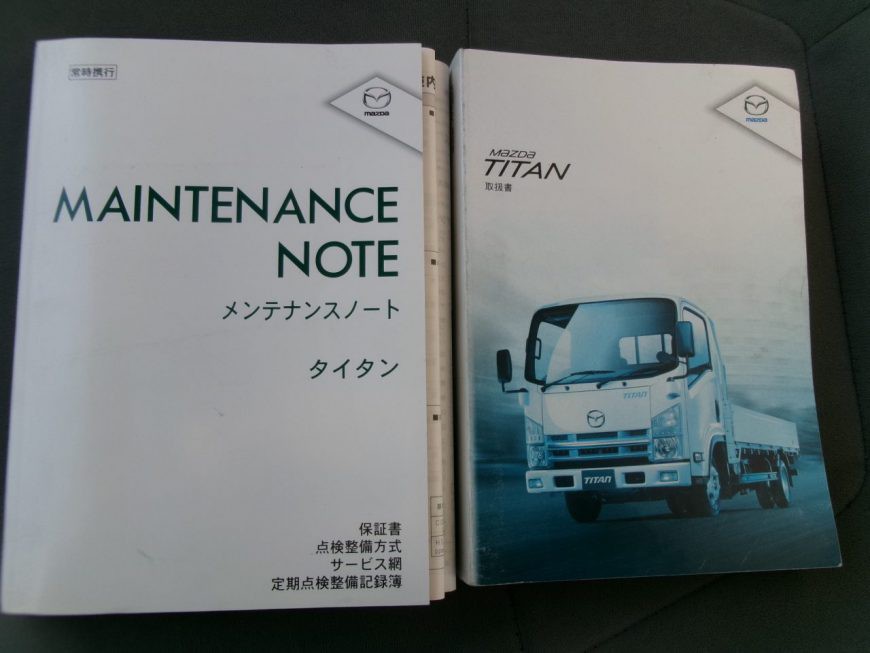 常時携行
mazda
MAINTENANCE
NOTE
メンテナンスノート
タイタン
保証書
点検整備方式
サービス網
定期点検整備記録簿
内
mazda
mazda
TITAN
取扱書
TITAN
TITAN